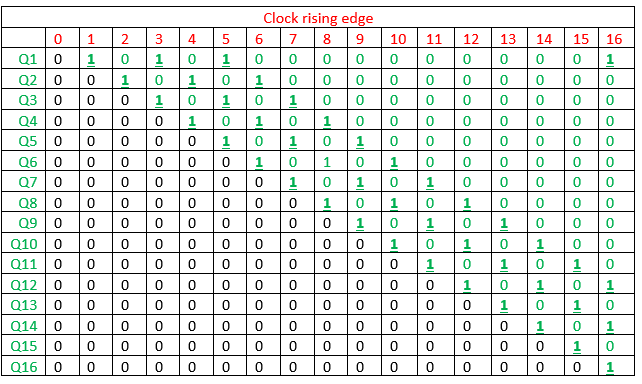 Clock rising edge
0 1 2 3 4 5 6 7 8 9 10 11 12 13 14 15 16
Q1 0 1 0 1 0 1 0 0 0 0 0 0 0 0 0 0 1
Q2 0 0 1 0 1 0 1 0 0 0 0 0 0 0 0 0 0
Q3 0 0 0 1 0 1 0 1 0 0 0 0 0 0 0 0 0
Q4 0 0 0 0 1 0 1 0 1 0 0 0 0 0 0 0 0
Q5 0 0 0 0 0 1 0 1 0 1 0 0 0 0 0 0 0
Q6 0 0 0 0 0 0 1 0 1 0 1 0 0 0 0 0 0
Q7 0 0 0 0 0 0 0 1 0 1 0 1 0 0 0 0 0
Q8 0 0 0 0 0 0 0 0 1 0 1 0 1 0 0 0 0
Q9 0 0 0 0 0 0 0 0 0 1 0 1 0 1 0 0 0
Q10 0 0 0 0 0 0 0 0 0 0 1 0 1 0 1 0 0
Q11 0 0 0 0 0 0 0 0 0 0 0 1 0 1 0 1 0
Q12 0 0 0 0 0 0 0 0 0 0 0 0 1 0 1 0 1
Q13 0 0 0 0 0 0 0 0 0 0 0 0 0 1 0 1 0
Q14 0 0 0 0 0 0 0 0 0 0 0 0 0 0 1 0 1
Q15 0 0 0 0 0 0 0 0 0 0 0 0 0 0 0 1 0
Q16 0 0 0 0 0 0 0 0 0 0 0 0 0 0 0 0 1